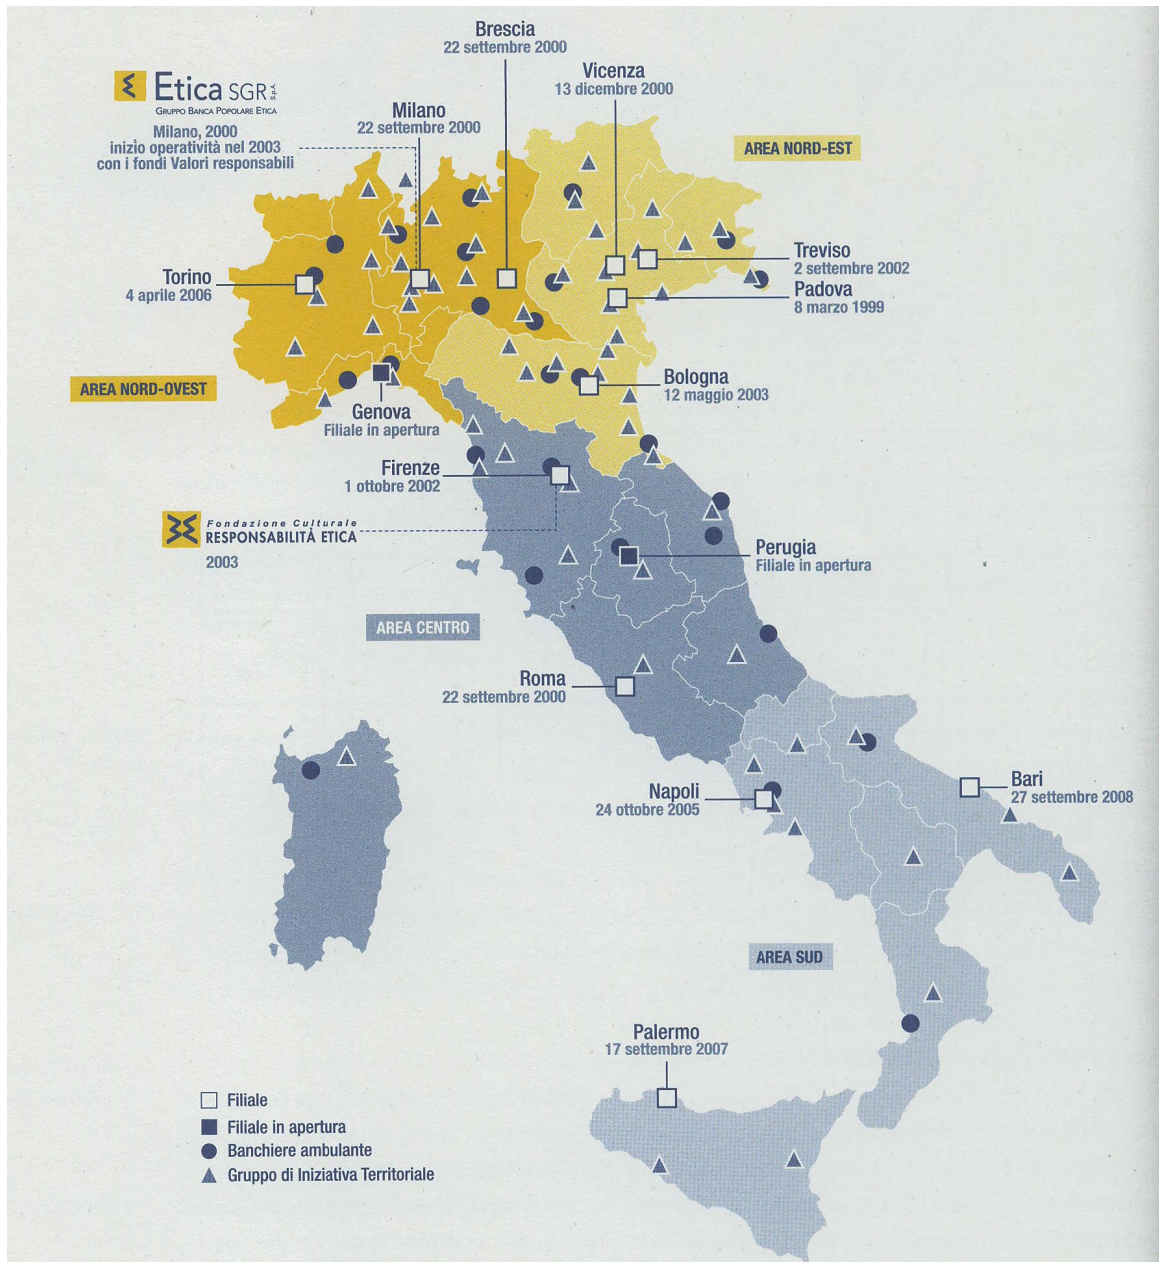 Brescia
22 settembre 2000
Etica SGR S.p.A.
GRUPPO BANCA POPOLARE ETICA
Vicenza
13 dicembre 2000
Milano
22 settembre 2000
Milano, 2000
inizio operatività nel 2003
con i fondi Valori responsabili
AREA NORD-EST
Treviso
2 settembre 2002
Torino
4 aprile 2006
Padova
8 marzo 1999
AREA NORD-OVEST
Bologna
12 maggio 2003
Genova
Filiale in apertura
Firenze
1 ottobre 2002
Fondazione Culturale
RESPONSABILITÀ ETICA
2003
Perugia
Filiale in apertura
AREA CENTRO
Roma
22 settembre 2000
Napoli
24 ottobre 2005
Bari
27 settembre 2008
AREA SUD
Palermo
17 settembre 2007
Filiale
Filiale in apertura
Banchiere ambulante
Gruppo di Iniziativa Territoriale